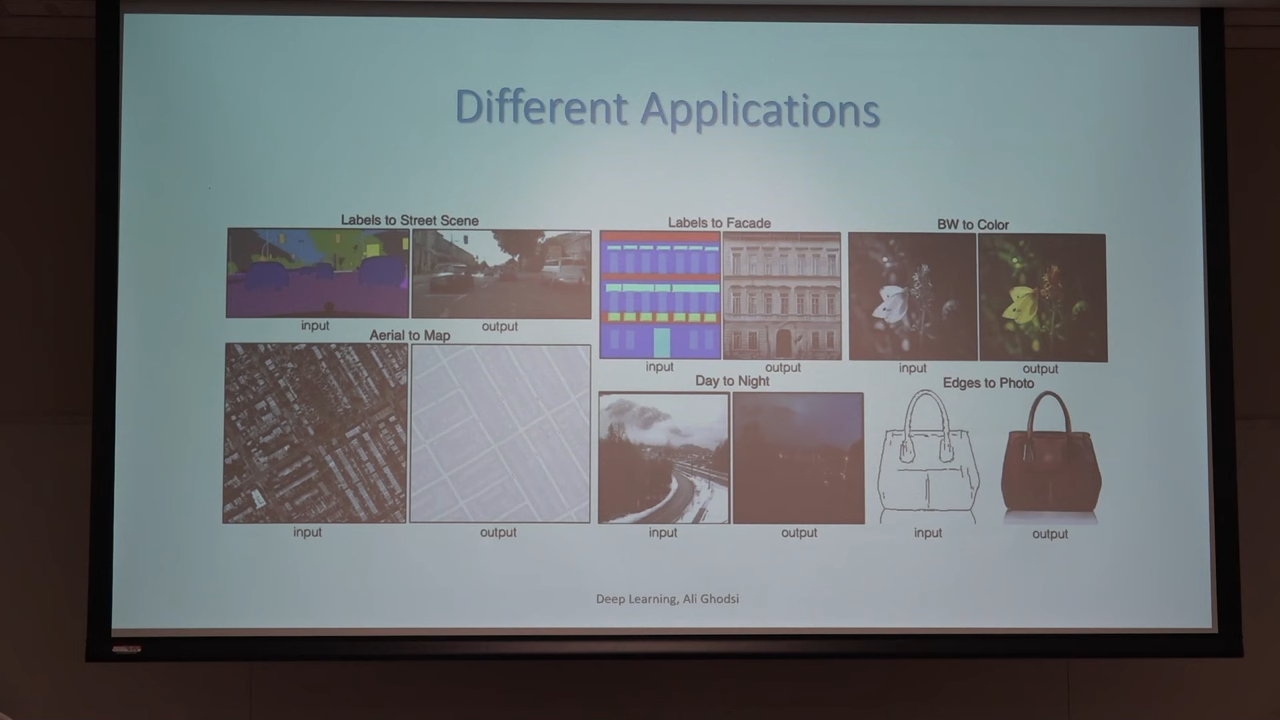 Different Applications
Labels to Street Scene
input
output
Aerial to Map
input
output
Labels to Facade
input
output
BW to Color
input
output
Day to Night
input
output
Edges to Photo
input
output
Deep Learning, Ali Ghodsi